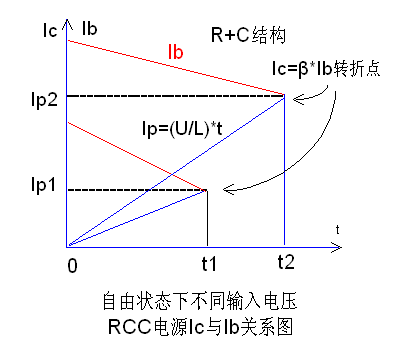 Ic Ib
R+C结构
Ib
Ic=β*Ib转折点
Ip2
Ip=(U/L)*t
Ip1
t
0
t1
t2
自由状态下不同输入电压
RCC电源Ic与Ib关系图